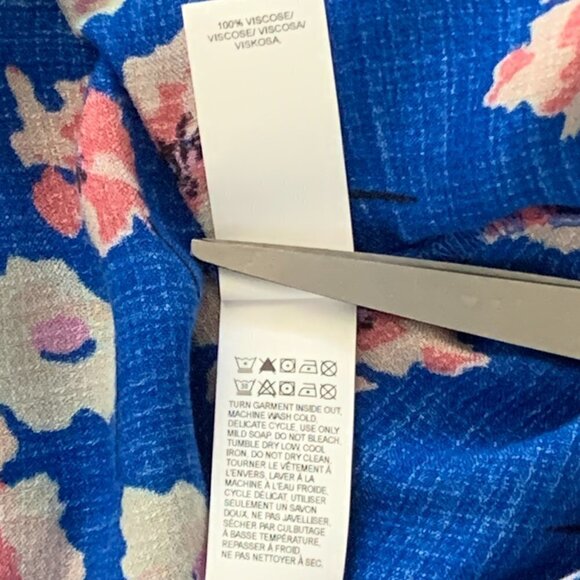 100% VISCOSE/
VISCOSE/ VISCOSA/
VISKOSA.
30
TURN GARMENT INSIDE OUT,
MACHINE WASH COLD,
DELICATE CYCLE, USE ONLY
MILD SOAP. DO NOT BLEACH.
TUMBLE DRY LOW, COOL
IRON. DO NOT DRY CLEAN.
TOURNER LE VÊTEMENT À
L'ENVERS, LAVER À LA
MACHINE À L'EAU FROIDE,
CYCLE DÉLICAT, UTILISER
SEULEMENT UN SAVON
DOUX. NE PAS JAVELLISER.
SÉCHER PAR CULBUTAGE
À BASSE TEMPÉRATURE,
REPASSER À FROID.
NE PAS NETTOYER À SEC.